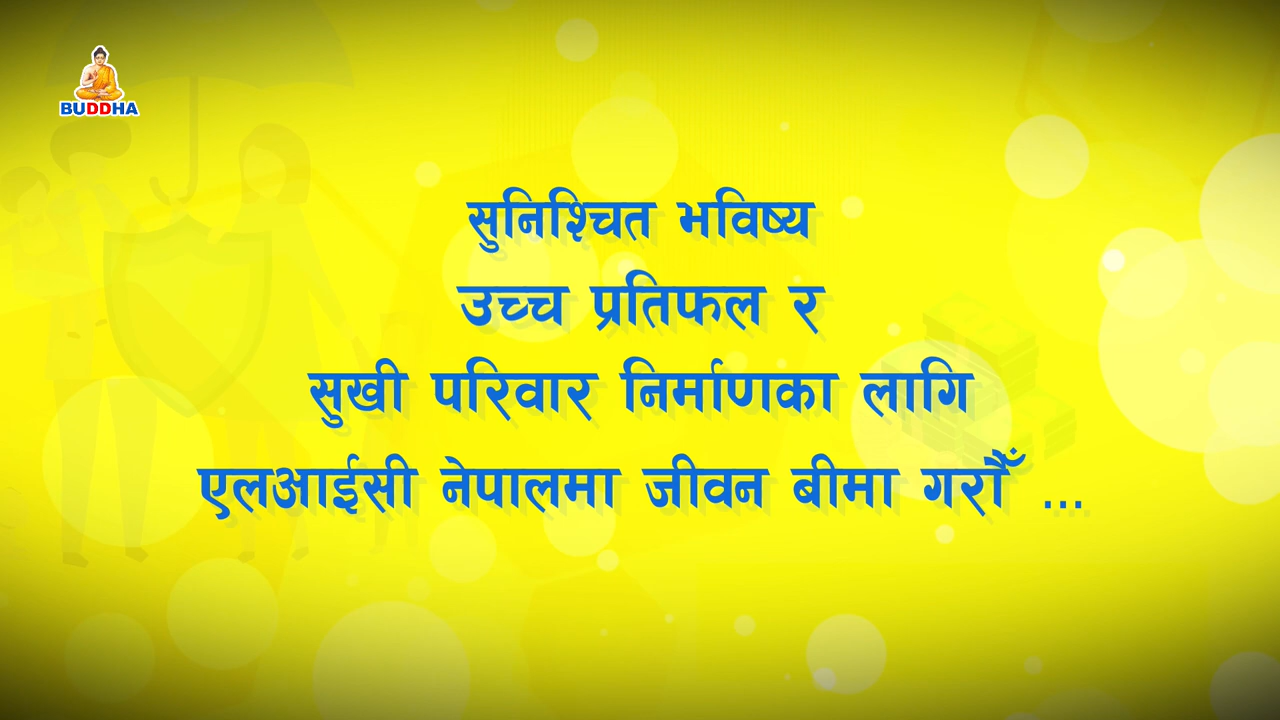 BUDDHA
सुनिश्चित भविष्य
उच्च प्रतिफल र
सुखी परिवार निर्माणका लागि
एलआईसी नेपालमा जीवन बीमा गरौँ ...